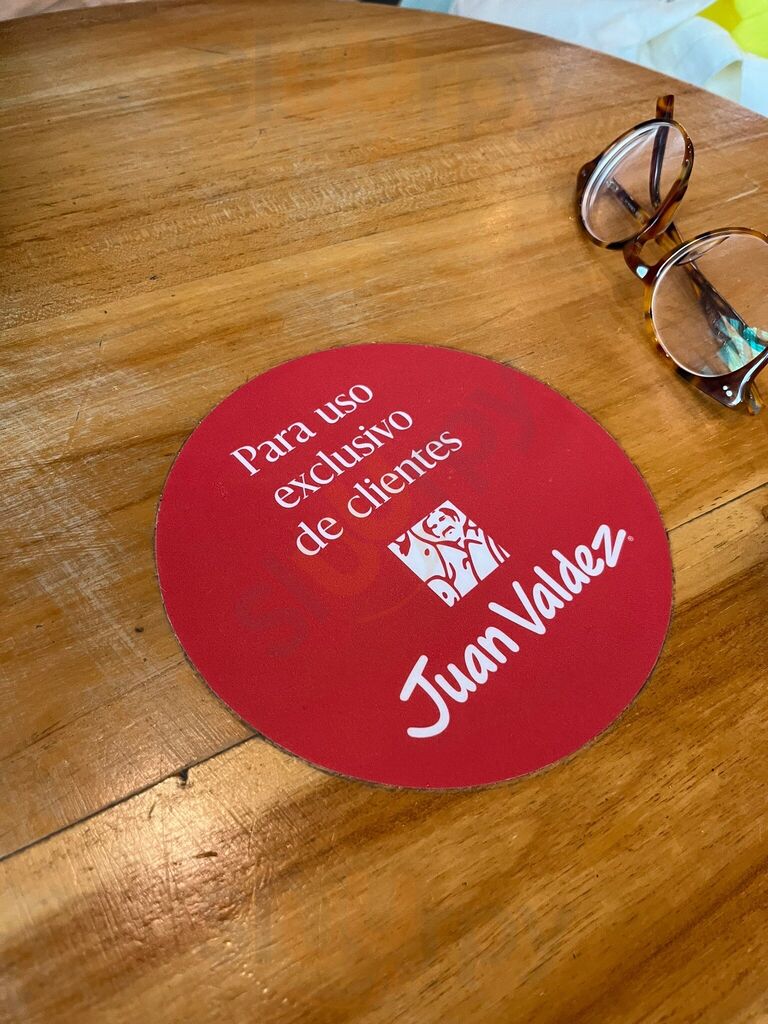 Para uso
exclusivo
de clientes
Juan Valdez®